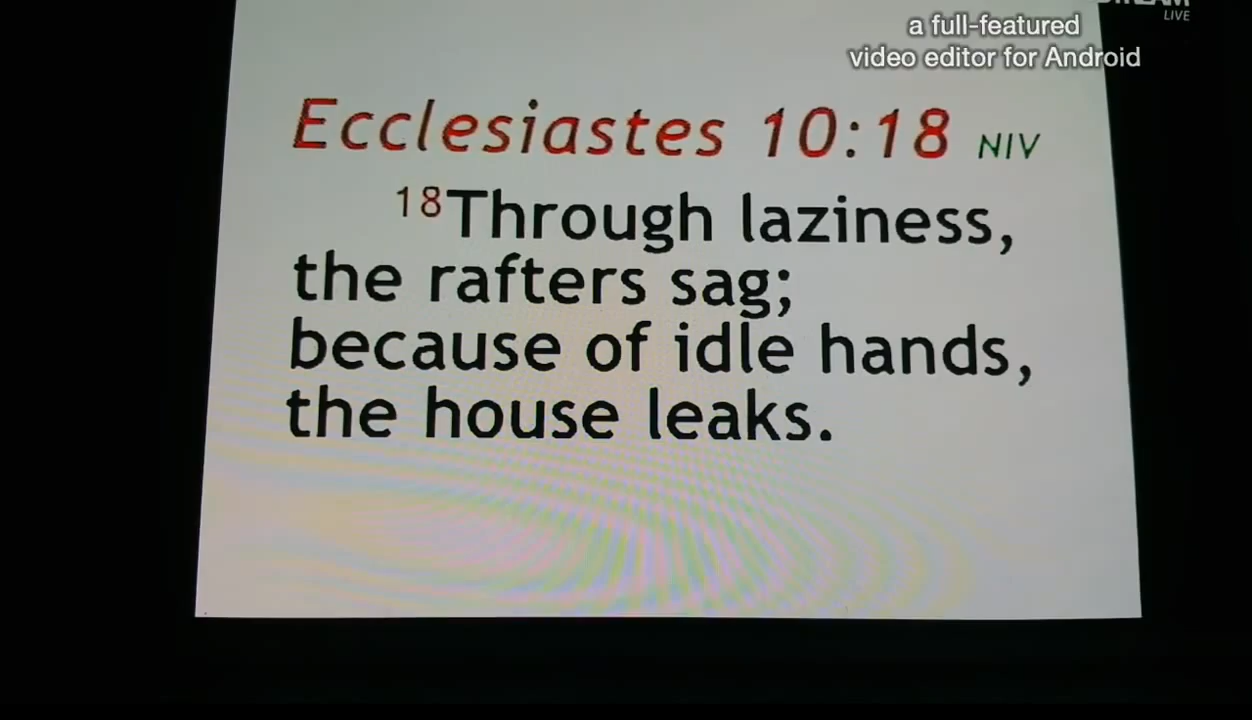 LIVE
a full-featured
video editor for Android
Ecclesiastes 10:18 NIV
18Through laziness,
the rafters sag;
because of idle hands,
the house leaks.